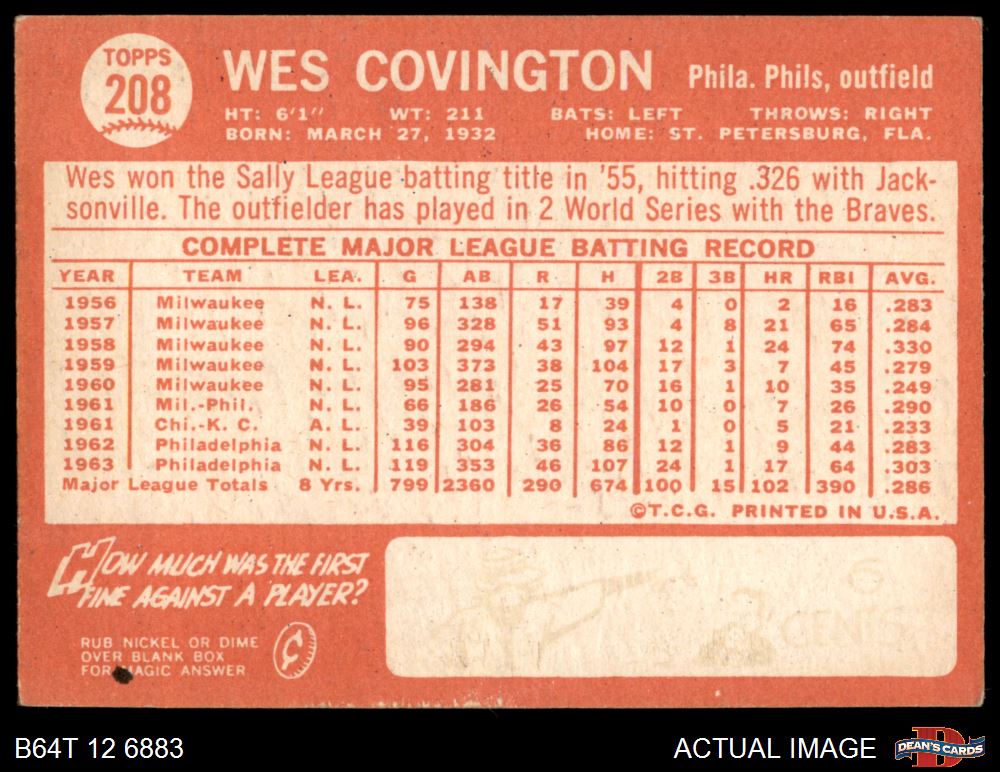 TOPPS
208
WES COVINGTON Phila. Phils, outfield
HT: 6'1" WT: 211 BATS: LEFT THROWS: RIGHT
BORN: MARCH 27, 1932 HOME: ST. PETERSBURG, FLA.
Wes won the Sally League batting title in '55, hitting .326 with Jack-
sonville. The outfielder has played in 2 World Series with the Braves.
COMPLETE MAJOR LEAGUE BATTING RECORD
YEAR TEAM LEA. G AB R H 2B 3B HR RBI AVG.
1956 Milwaukee N. L. 75 138 17 39 4 0 2 16 .283
1957 Milwaukee N. L. 96 328 51 93 4 8 21 65 .284
1958 Milwaukee N. L. 90 294 43 97 12 1 24 74 .330
1959 Milwaukee N. L. 103 373 38 104 17 3 7 45 .279
1960 Milwaukee N. L. 95 281 25 70 16 1 10 35 .249
1961 Mil.-Phil. N. L. 66 186 26 54 10 0 7 26 .290
1961 Chi.-K. C. A. L. 39 103 8 24 1 0 5 21 .233
1962 Philadelphia N. L. 116 304 36 86 12 1 9 44 .283
1963 Philadelphia N. L. 119 353 46 107 24 1 17 64 .303
Major League Totals 8 Yrs. 799 2360 290 674 100 15 102 390 .286
©T.C.G. PRINTED IN U.S.A.
HOW MUCH WAS THE FIRST
FINE AGAINST A PLAYER?
RUB NICKEL OR DIME
OVER BLANK BOX
FOR MAGIC ANSWER
¢
6
CENTS
B64T 12 6883 ACTUAL IMAGE
D
DEAN'S CARDS